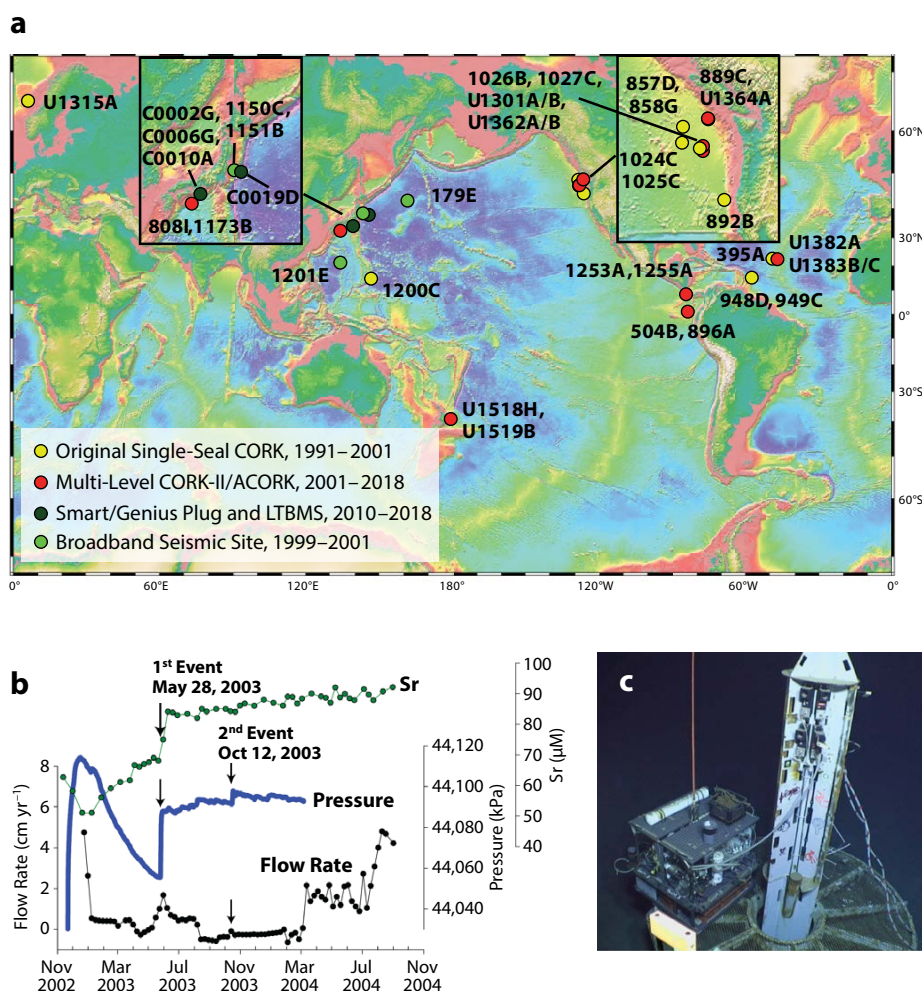 a
U1315A
C0002G,
C0006G,
C0010A
1150C,
1151B
C0019D
808I,1173B
179E
1201E
1200C
1026B, 1027C,
U1301A/B,
U1362A/B
857D,
858G
889C,
U1364A
1024C
1025C
892B
395A
U1382A
U1383B/C
1253A,1255A
948D,949C
504B,896A
U1518H,
U1519B
60°N
30°N
0°
30°S
60°S
Original Single-Seal CORK, 1991–2001
Multi-Level CORK-II/ACORK, 2001–2018
Smart/Genius Plug and LTBMS, 2010–2018
Broadband Seismic Site, 1999–2001
0° 60°E 120°E 180° 120°W 60°W 0°
b
1st Event
May 28, 2003
Sr
2nd Event
Oct 12, 2003
Pressure
Flow Rate
Flow Rate (cm yr⁻¹)
8
6
4
2
0
44,120
44,100
44,080
44,060
44,040
Pressure (kPa)
100
90
80
70
60
50
40
Sr (µM)
Nov Mar Jul Nov Mar Jul Nov
2002 2003 2003 2003 2004 2004 2004
c